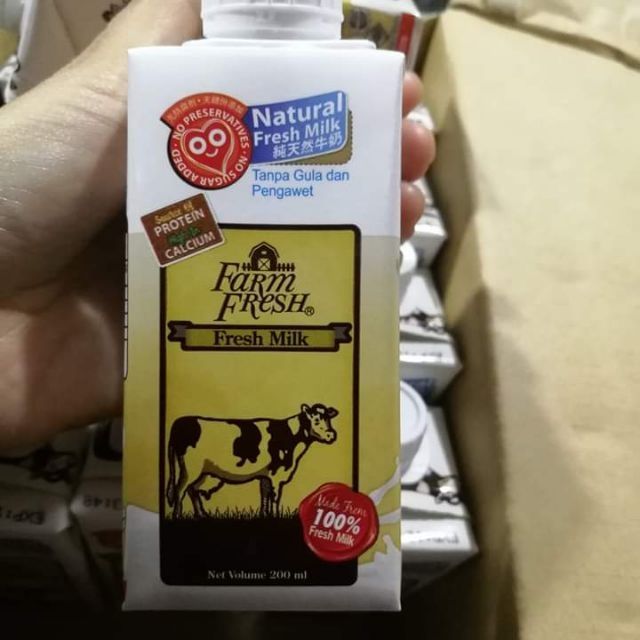 NO PRESERVATIVES • NO SUGAR ADDED •
Natural
Fresh Milk
純天然牛奶
Tanpa Gula dan
Pengawet
Source of
PROTEIN
CALCIUM
FARM
FRESH®
Fresh Milk
Made From
100%
Fresh Milk
Net Volume 200 ml
EXP: